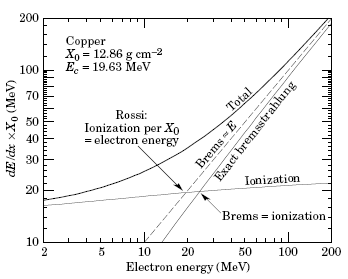 200
100
70
50
40
30
20
10
dE/dx × X₀ (MeV)
Copper
X₀ = 12.86 g cm⁻²
E꜀ = 19.63 MeV
Rossi:
Ionization per X₀
= electron energy
Total
Brems ≈ E
Exact bremsstrahlung
Ionization
Brems = ionization
2
5
10
20
50
100
200
Electron energy (MeV)